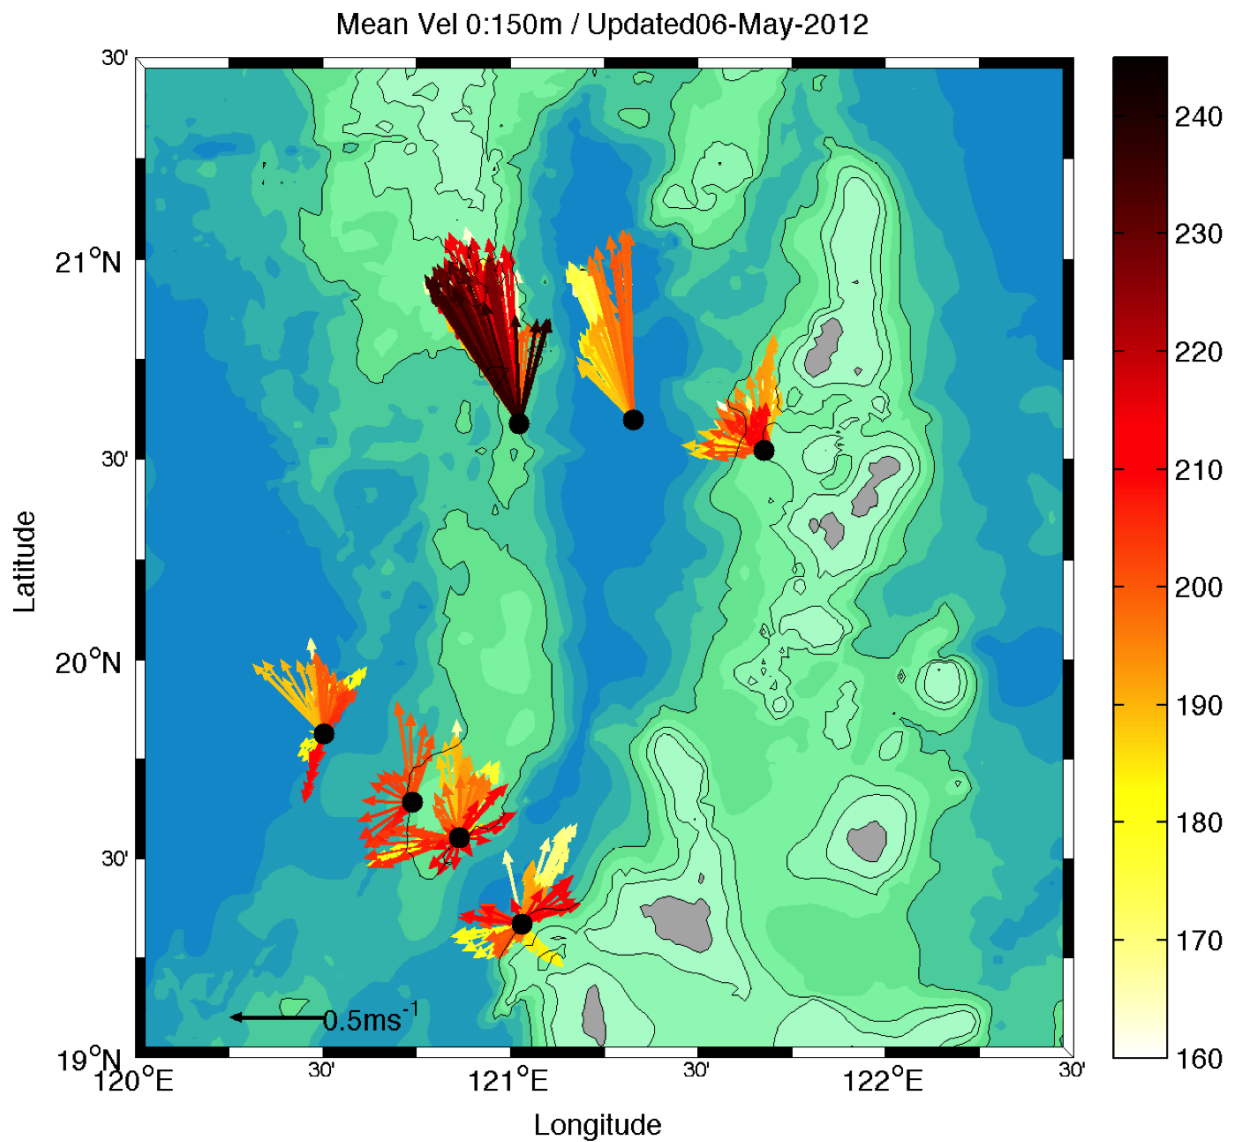 Mean Vel 0:150m / Updated06-May-2012
30'
21°N
30'
20°N
30'
19°N
Latitude
0.5ms⁻¹
120°E
30'
121°E
30'
122°E
30'
Longitude
240
230
220
210
200
190
180
170
160